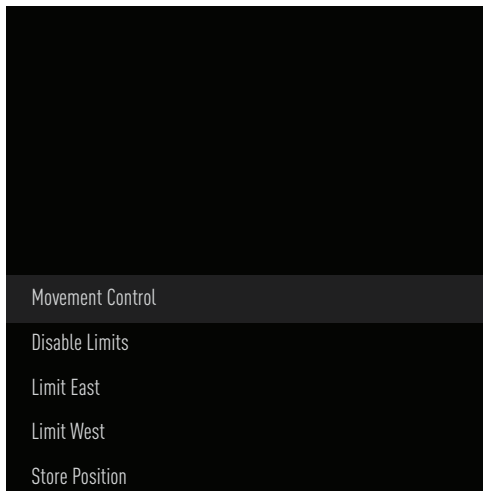 Movement Control
Disable Limits
Limit East
Limit West
Store Position